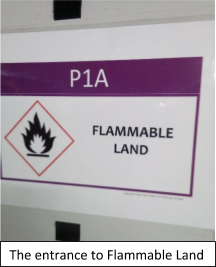 P1A
FLAMMABLE
LAND
The entrance to Flammable Land